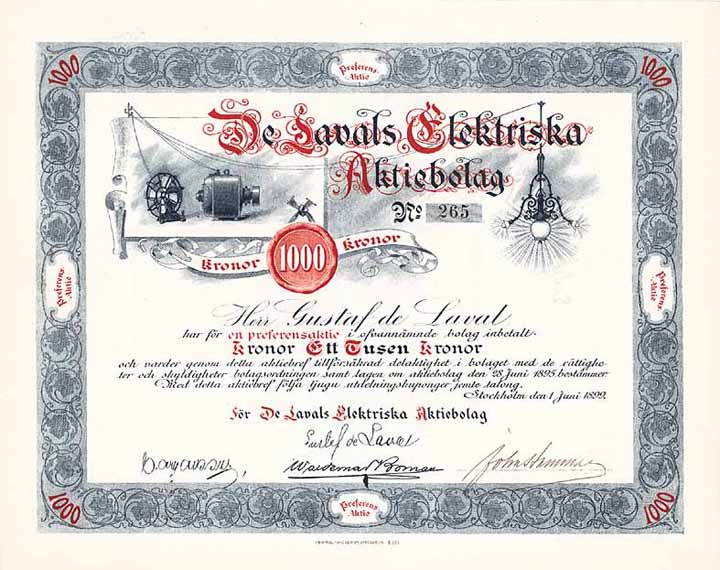 1000 Preferens- 1000
Aktie
De Lavals Elektriska
Aktiebolag
No 265
Kronor 1000 Kronor
Preferens- Aktie
Preferens- Aktie
Herr Gustaf de Laval
har för en preferensaktie i ofvannämnde bolag inbetalt
Kronor Ett Tusen Kronor
och varder genom detta aktiebref tillförsäkrad delaktighet i bolaget med de rättighe-
ter och skyldigheter bolagsordningen samt lagen om aktiebolag den 28 Juni 1895 bestämmer.
Med detta aktiebref följa tjugu utdelningskuponger jemte talong.
Stockholm den 1 Juni 1899.
För De Lavals Elektriska Aktiebolag
Gustaf de Laval
Waldemar Boman
1000 Preferens- 1000
Aktie